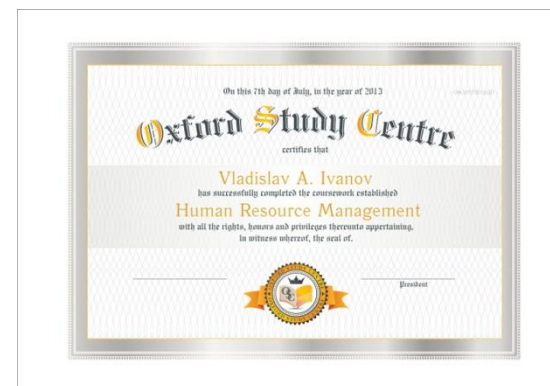 On this 7th day of July, in the year of 2013
Oxford Study Centre
certifies that
Vladislav A. Ivanov
has successfully completed the coursework established
Human Resource Management
with all the rights, honors and privileges thereunto appertaining,
in witness whereof, the seal of.
President